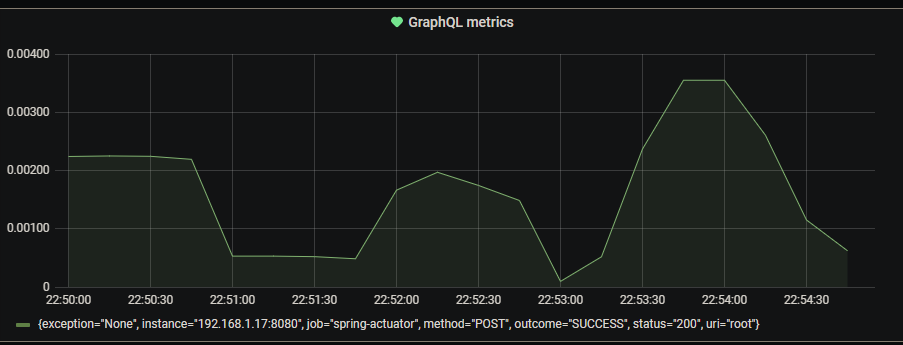 GraphQL metrics
0.00400
0.00300
0.00200
0.00100
0
22:50:00 22:50:30 22:51:00 22:51:30 22:52:00 22:52:30 22:53:00 22:53:30 22:54:00 22:54:30
{exception="None", instance="192.168.1.17:8080", job="spring-actuator", method="POST", outcome="SUCCESS", status="200", uri="root"}